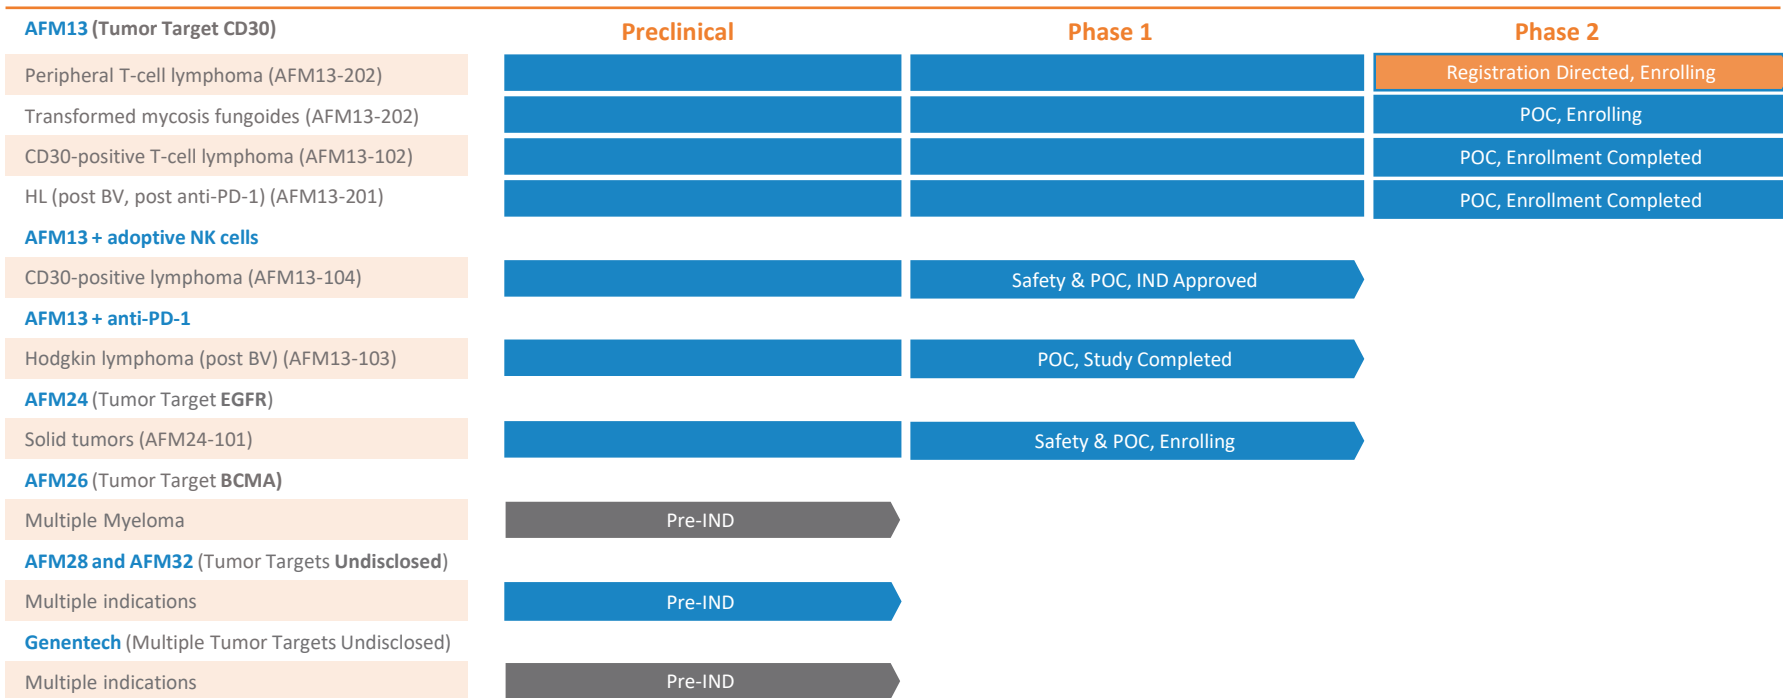 AFM13 (Tumor Target CD30) Preclinical Phase 1 Phase 2
Peripheral T-cell lymphoma (AFM13-202) Registration Directed, Enrolling
Transformed mycosis fungoides (AFM13-202) POC, Enrolling
CD30-positive T-cell lymphoma (AFM13-102) POC, Enrollment Completed
HL (post BV, post anti-PD-1) (AFM13-201) POC, Enrollment Completed
AFM13 + adoptive NK cells
CD30-positive lymphoma (AFM13-104) Safety & POC, IND Approved
AFM13 + anti-PD-1
Hodgkin lymphoma (post BV) (AFM13-103) POC, Study Completed
AFM24 (Tumor Target EGFR)
Solid tumors (AFM24-101) Safety & POC, Enrolling
AFM26 (Tumor Target BCMA)
Multiple Myeloma Pre-IND
AFM28 and AFM32 (Tumor Targets Undisclosed)
Multiple indications Pre-IND
Genentech (Multiple Tumor Targets Undisclosed)
Multiple indications Pre-IND